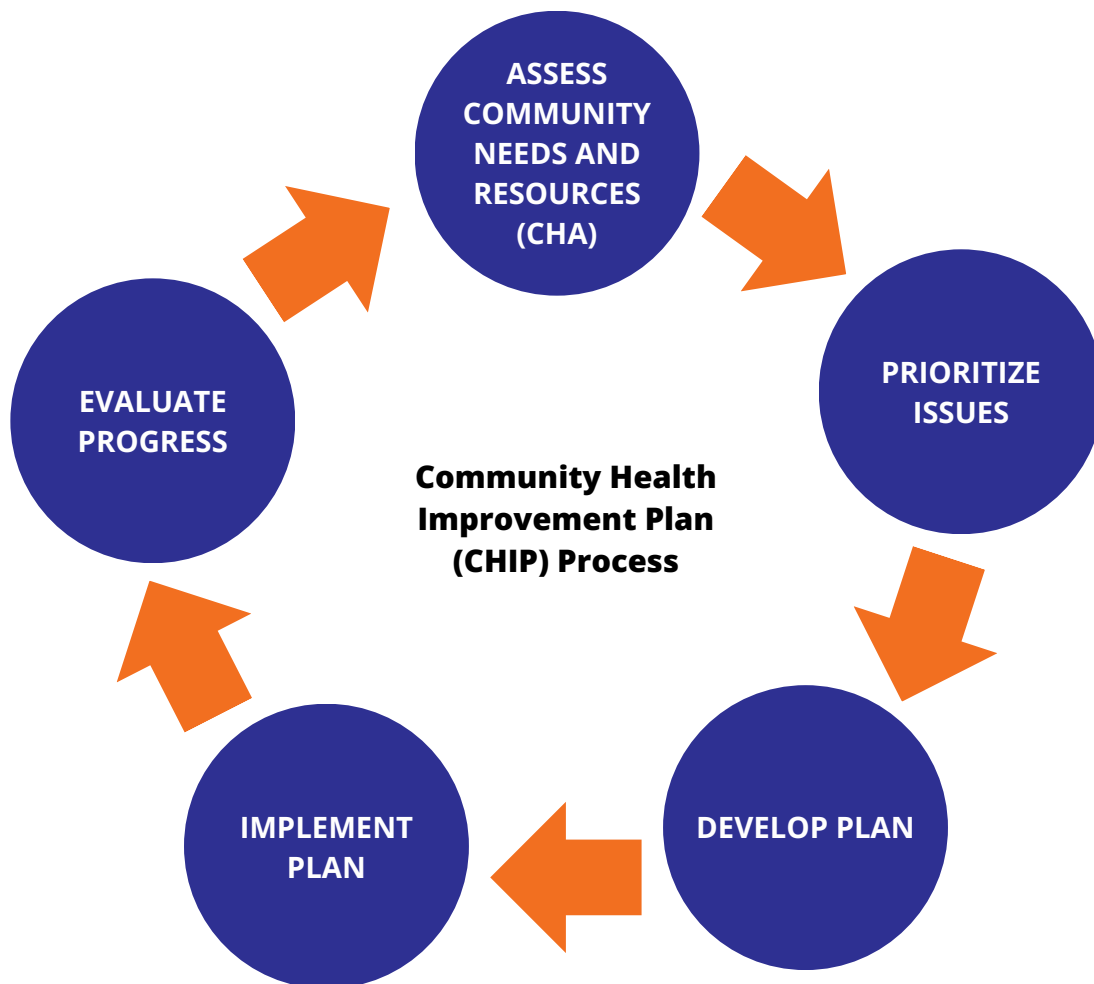 ASSESS
COMMUNITY
NEEDS AND
RESOURCES
(CHA)
PRIORITIZE
ISSUES
DEVELOP PLAN
IMPLEMENT
PLAN
EVALUATE
PROGRESS
Community Health
Improvement Plan
(CHIP) Process